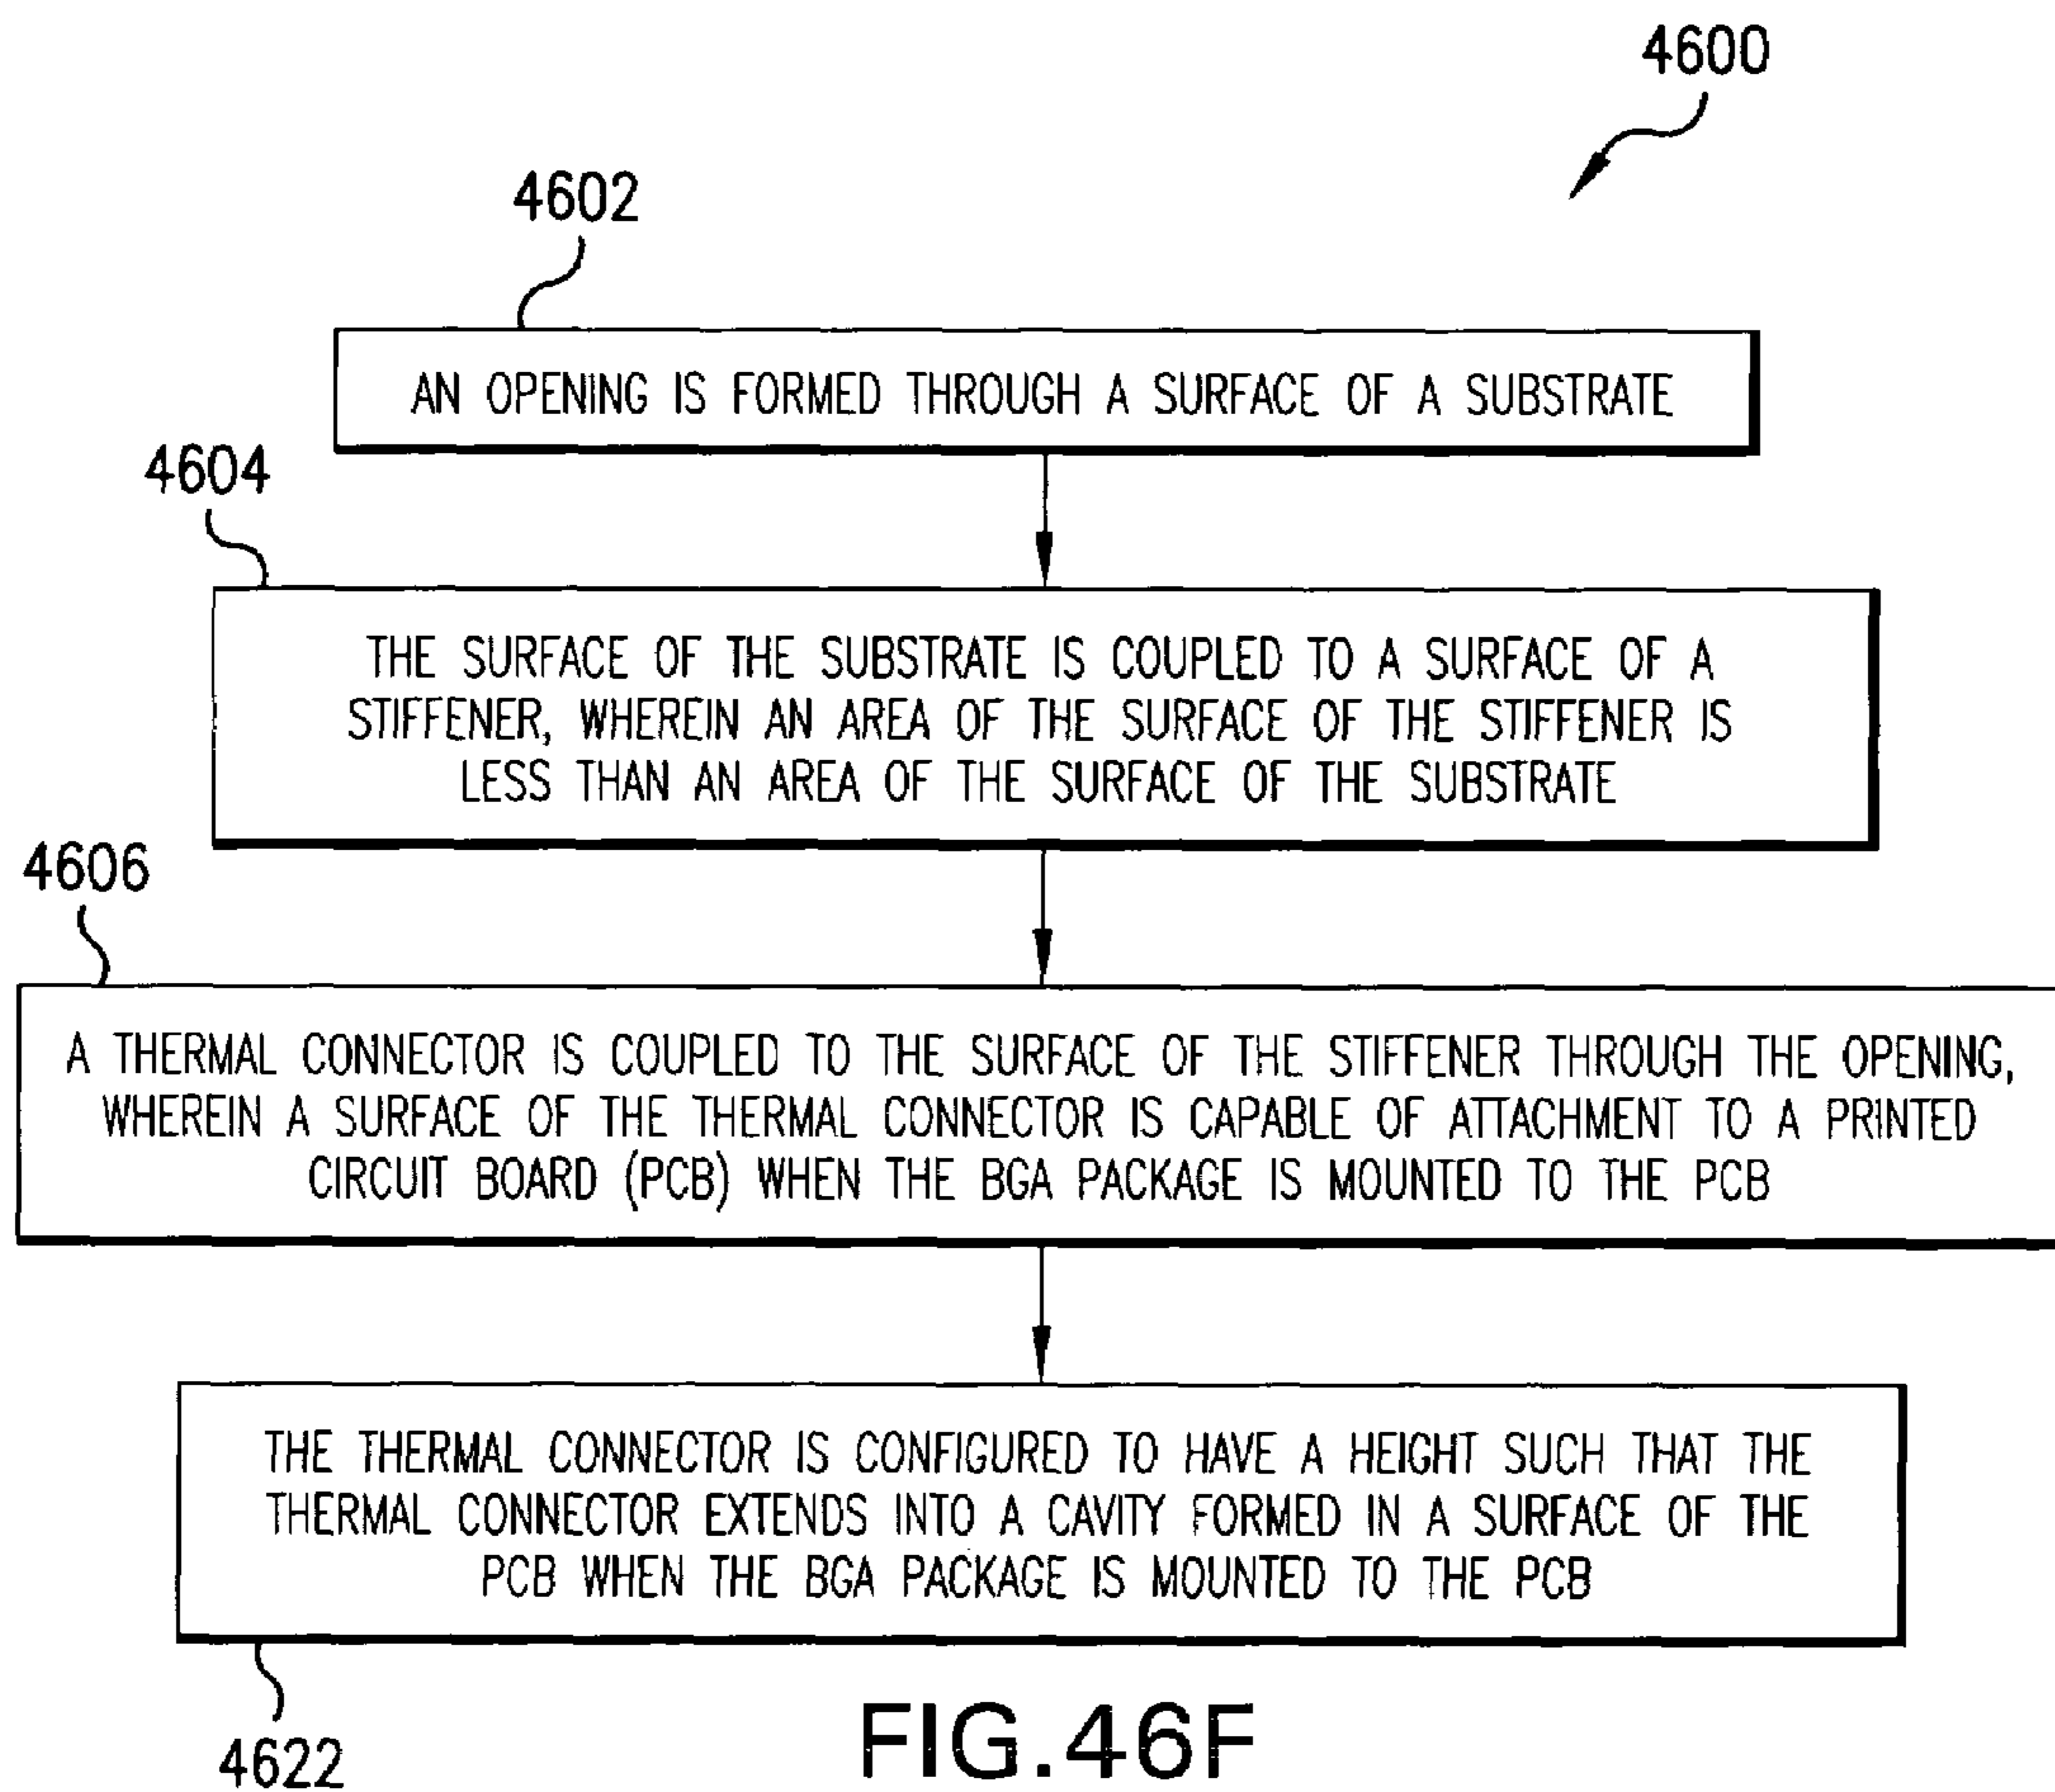 4600
4602
AN OPENING IS FORMED THROUGH A SURFACE OF A SUBSTRATE
4604
THE SURFACE OF THE SUBSTRATE IS COUPLED TO A SURFACE OF A
STIFFENER, WHEREIN AN AREA OF THE SURFACE OF THE STIFFENER IS
LESS THAN AN AREA OF THE SURFACE OF THE SUBSTRATE
4606
A THERMAL CONNECTOR IS COUPLED TO THE SURFACE OF THE STIFFENER THROUGH THE OPENING,
WHEREIN A SURFACE OF THE THERMAL CONNECTOR IS CAPABLE OF ATTACHMENT TO A PRINTED
CIRCUIT BOARD (PCB) WHEN THE BGA PACKAGE IS MOUNTED TO THE PCB
THE THERMAL CONNECTOR IS CONFIGURED TO HAVE A HEIGHT SUCH THAT THE
THERMAL CONNECTOR EXTENDS INTO A CAVITY FORMED IN A SURFACE OF THE
PCB WHEN THE BGA PACKAGE IS MOUNTED TO THE PCB
4622
FIG.46F